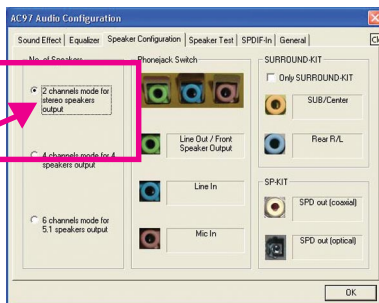 AC97 Audio Configuration
Sound Effect
Equalizer
Speaker Configuration
Speaker Test
SPDIF-In
General
No. of Speakers
2 channels mode for
stereo speakers
output
4 channels mode for 4
speakers output
6 channels mode for
5.1 speakers output
Phonejack Switch
Line Out / Front
Speaker Output
Line In
Mic In
SURROUND-KIT
Only SURROUND-KIT
SUB/Center
Rear R/L
SP-KIT
SPD out (coaxial)
SPD out (optical)
OK